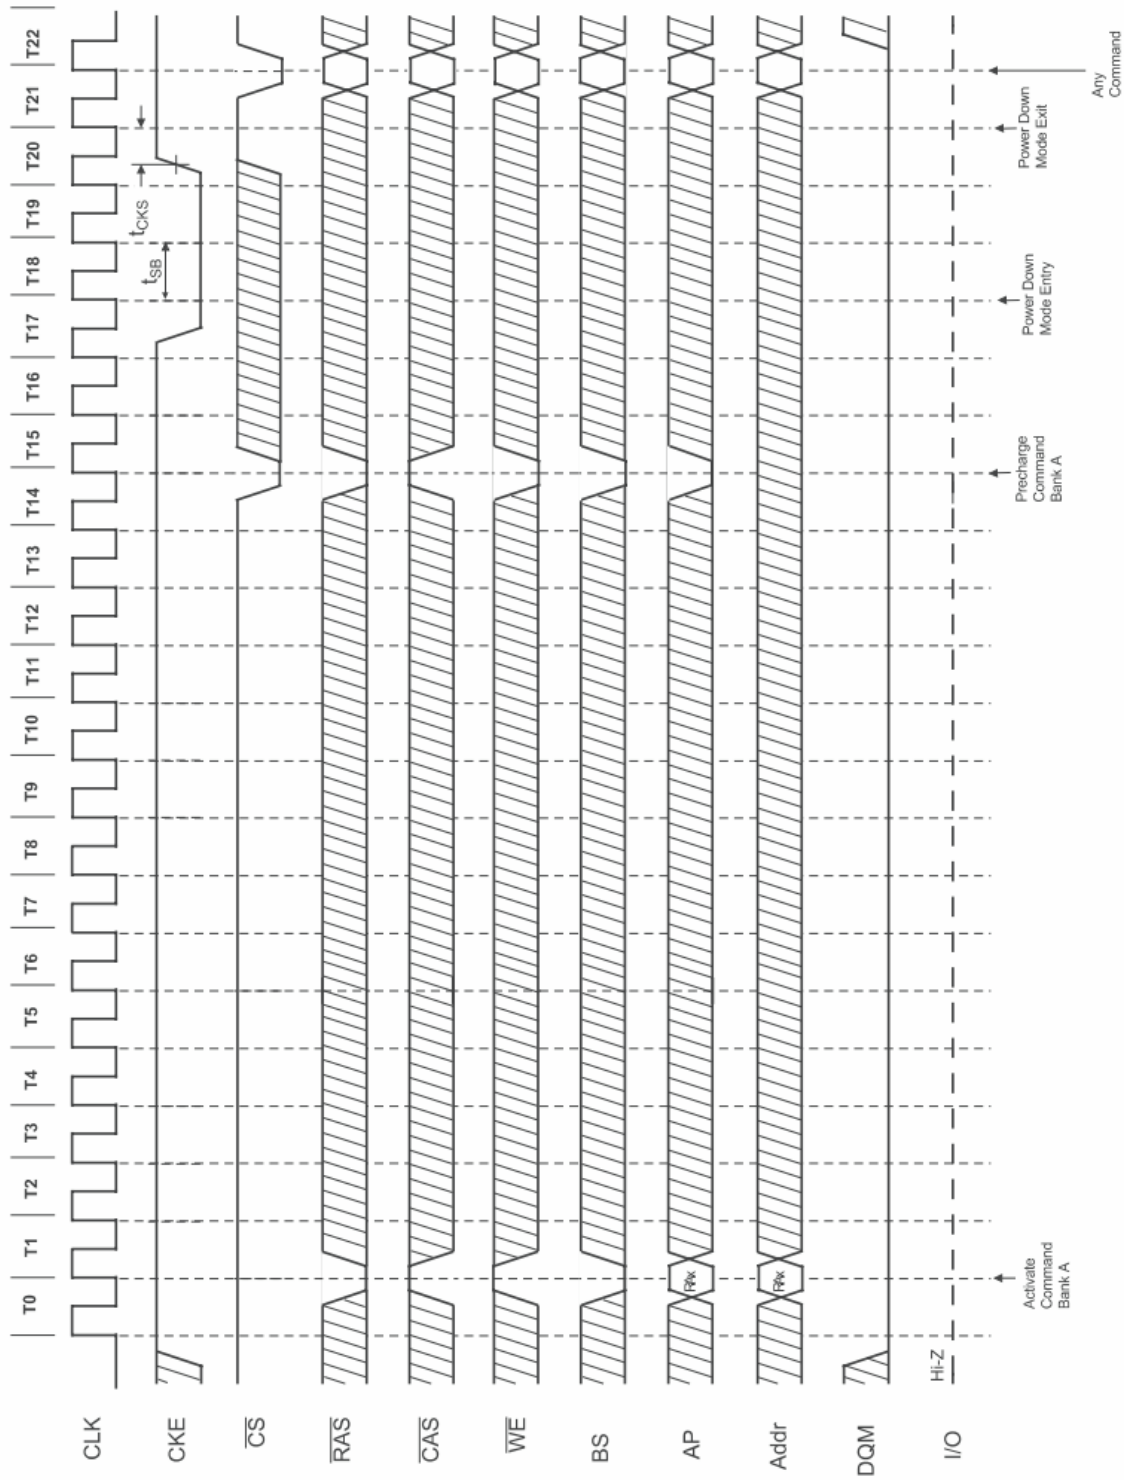 T0 T1 T2 T3 T4 T5 T6 T7 T8 T9 T10 T11 T12 T13 T14 T15 T16 T17 T18 T19 T20 T21 T22
CLK
CKE
tSB
tCKS
CS
RAS
CAS
WE
BS
AP
RAx
Addr
RAx
DQM
I/O
Hi-Z
Activate
Command
Bank A
Precharge
Command
Bank A
Power Down
Mode Entry
Power Down
Mode Exit
Any
Command